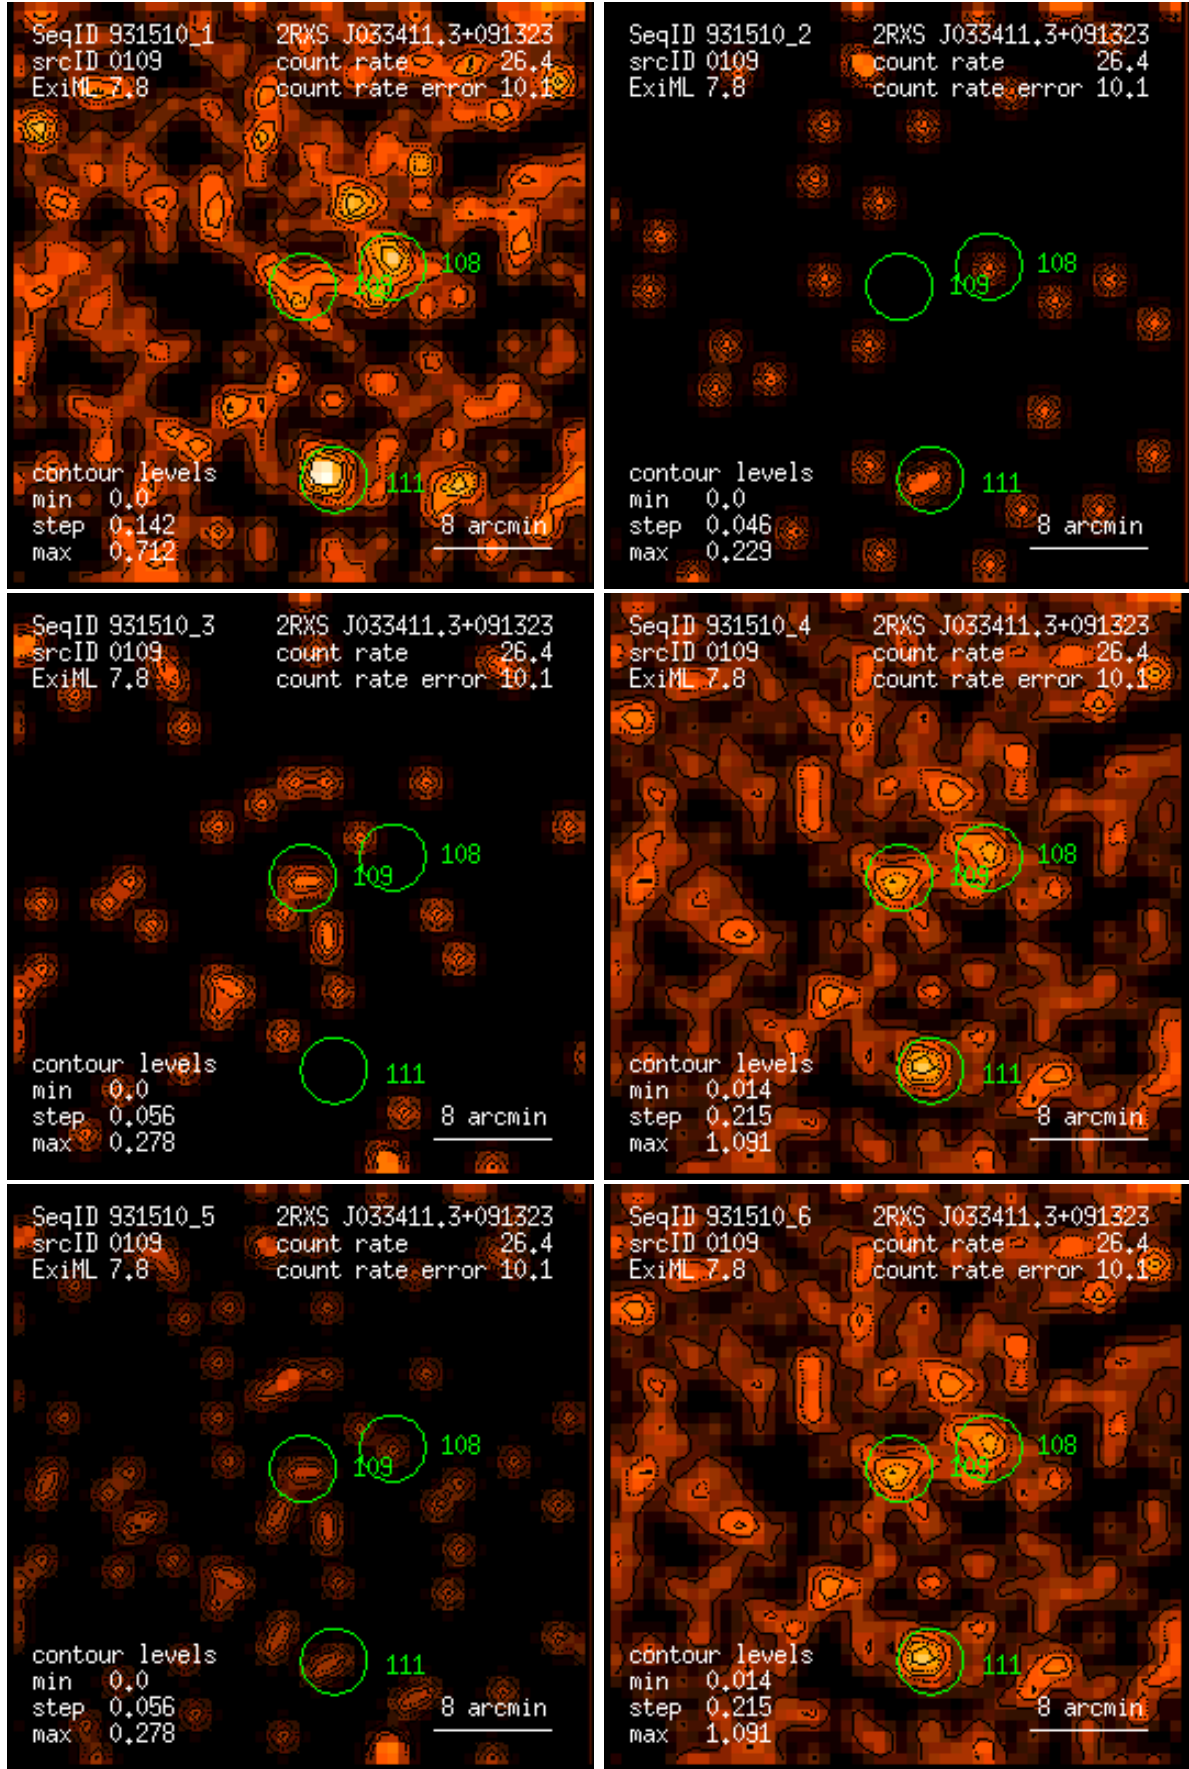 SeqID 931510_1 2RXS J033411.3+091323
srcID 0109 count rate 26.4
ExiML 7.8 count rate error 10.1
108
109
contour levels
111
min 0.0
step 0.142 8 arcmin
max 0.712
SeqID 931510_2 2RXS J033411.3+091323
srcID 0109 count rate 26.4
ExiML 7.8 count rate error 10.1
108
109
contour levels
111
min 0.0
step 0.046 8 arcmin
max 0.229
SeqID 931510_3 2RXS J033411.3+091323
srcID 0109 count rate 26.4
ExiML 7.8 count rate error 10.1
108
109
contour levels
111
min 0.0
step 0.056 8 arcmin
max 0.278
SeqID 931510_4 2RXS J033411.3+091323
srcID 0109 count rate 26.4
ExiML 7.8 count rate error 10.1
108
109
contour levels
111
min 0.014
step 0.215 8 arcmin
max 1.091
SeqID 931510_5 2RXS J033411.3+091323
srcID 0109 count rate 26.4
ExiML 7.8 count rate error 10.1
108
109
contour levels
111
min 0.0
step 0.056 8 arcmin
max 0.278
SeqID 931510_6 2RXS J033411.3+091323
srcID 0109 count rate 26.4
ExiML 7.8 count rate error 10.1
108
109
contour levels
111
min 0.014
step 0.215 8 arcmin
max 1.091